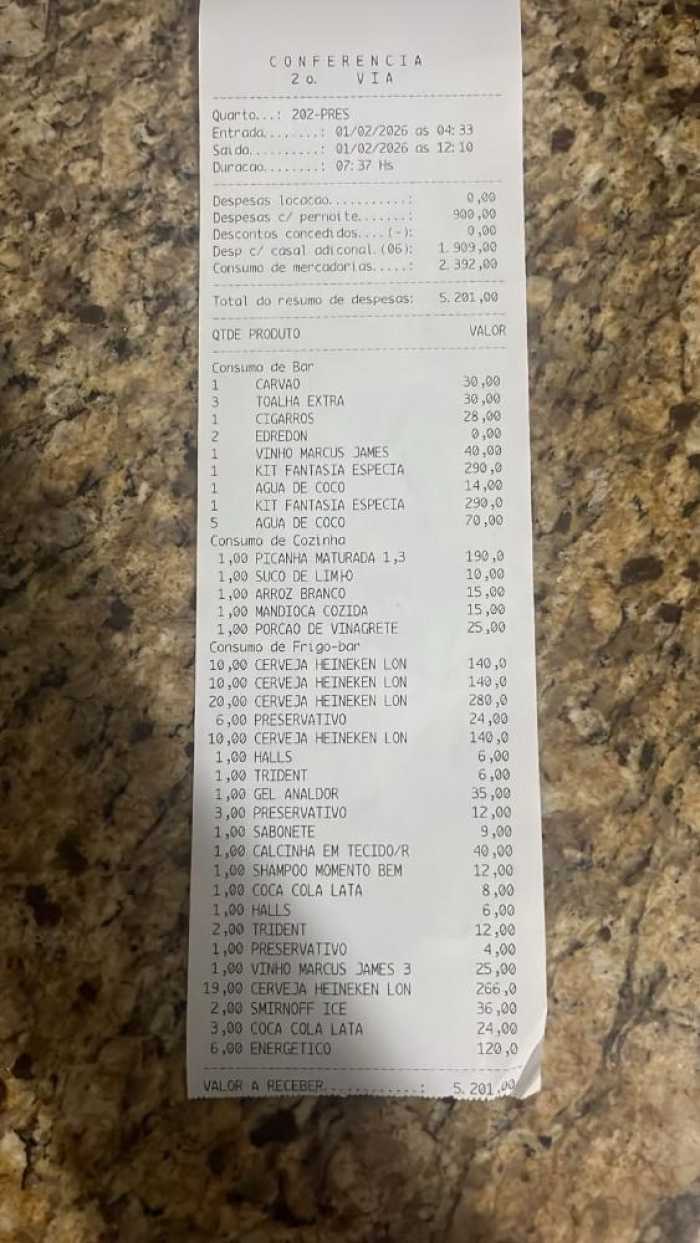 CONFERENCIA
2o. VIA
Quarto...: 202-PRES
Entrada.......: 01/02/2026 as 04:33
Saida.........: 01/02/2026 as 12:10
Duracao.......: 07:37 Hs
Despesas locacao..........: 0,00
Despesas c/ pernoite......: 900,00
Descontos concedidos....(-): 0,00
Desp c/ casal adiconal.(06): 1.909,00
Consumo de mercadorias.....: 2.392,00
Total do resumo de despesas: 5.201,00
QTDE PRODUTO VALOR
Consumo de Bar
1 CARVAO 30,00
3 TOALHA EXTRA 30,00
1 CIGARROS 28,00
2 EDREDON 0,00
1 VINHO MARCUS JAMES 40,00
1 KIT FANTASIA ESPECIA 290,0
1 AGUA DE COCO 14,00
1 KIT FANTASIA ESPECIA 290,0
5 AGUA DE COCO 70,00
Consumo de Cozinha
1,00 PICANHA MATURADA 1,3 190,0
1,00 SUCO DE LIMÃO 10,00
1,00 ARROZ BRANCO 15,00
1,00 MANDIOCA COZIDA 15,00
1,00 PORCAO DE VINAGRETE 25,00
Consumo de Frigo-bar
10,00 CERVEJA HEINEKEN LON 140,0
10,00 CERVEJA HEINEKEN LON 140,0
20,00 CERVEJA HEINEKEN LON 280,0
6,00 PRESERVATIVO 24,00
10,00 CERVEJA HEINEKEN LON 140,0
1,00 HALLS 6,00
1,00 TRIDENT 6,00
1,00 GEL ANALDOR 35,00
3,00 PRESERVATIVO 12,00
1,00 SABONETE 9,00
1,00 CALCINHA EM TECIDO/R 40,00
1,00 SHAMPOO MOMENTO BEM 12,00
1,00 COCA COLA LATA 8,00
1,00 HALLS 6,00
2,00 TRIDENT 12,00
1,00 PRESERVATIVO 4,00
1,00 VINHO MARCUS JAMES 3 25,00
19,00 CERVEJA HEINEKEN LON 266,0
2,00 SMIRNOFF ICE 36,00
3,00 COCA COLA LATA 24,00
6,00 ENERGETICO 120,0
VALOR A RECEBER............: 5.201,00